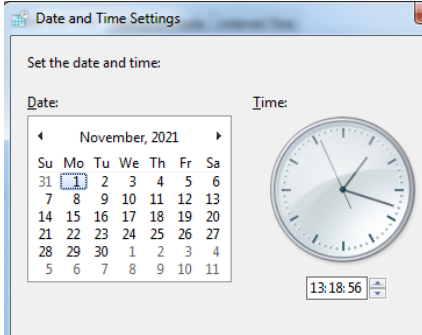 Date and Time Settings
Set the date and time:
Date:
Time:
November, 2021
Su Mo Tu We Th Fr Sa
31 1 2 3 4 5 6
7 8 9 10 11 12 13
14 15 16 17 18 19 20
21 22 23 24 25 26 27
28 29 30 1 2 3 4
5 6 7 8 9 10 11
13:18:56